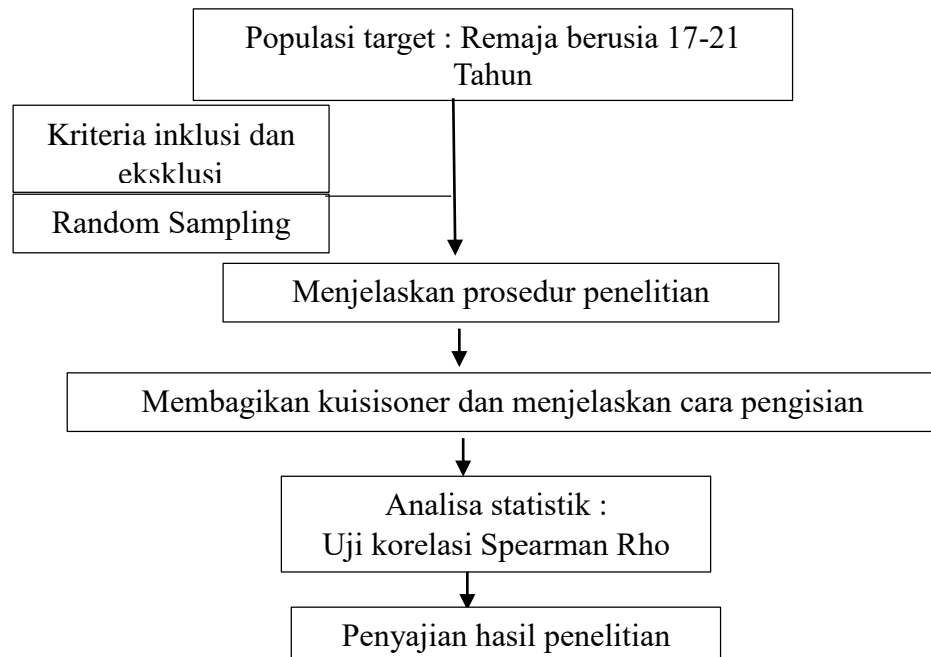 Populasi target : Remaja berusia 17-21
Tahun
Kriteria inklusi dan
eksklusi
Random Sampling
Menjelaskan prosedur penelitian
Membagikan kuisisoner dan menjelaskan cara pengisian
Analisa statistik :
Uji korelasi Spearman Rho
Penyajian hasil penelitian